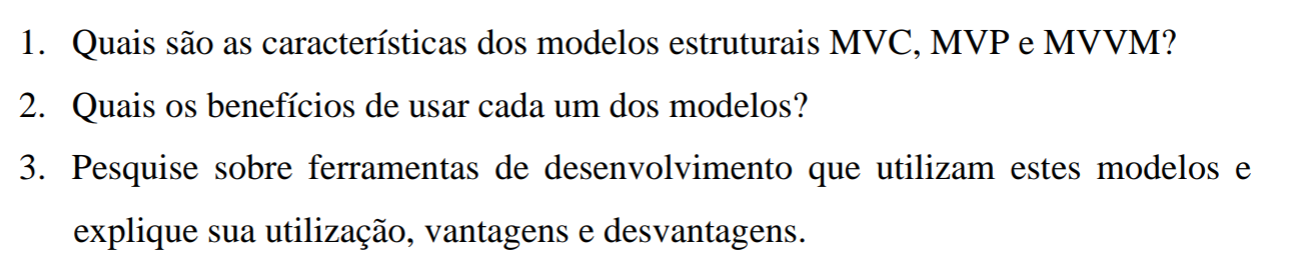 1. Quais são as características dos modelos estruturais MVC, MVP e MVVM?
2. Quais os benefícios de usar cada um dos modelos?
3. Pesquise sobre ferramentas de desenvolvimento que utilizam estes modelos e
explique sua utilização, vantagens e desvantagens.